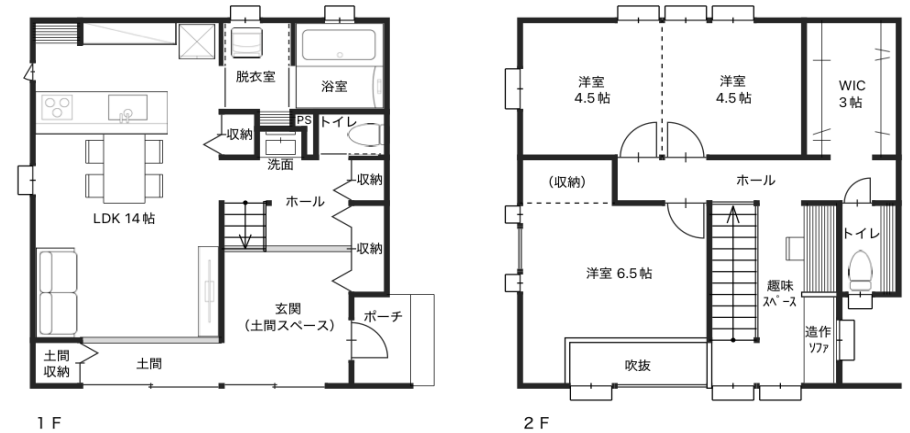 脱衣室
浴室
収納
PS
トイレ
洗面
収納
ホール
LDK 14帖
収納
玄関
(土間スペース)
ポーチ
土間
収納
土間
1F
洋室
4.5帖
洋室
4.5帖
WIC
3帖
(収納)
ホール
トイレ
洋室 6.5帖
趣味
スペース
造作
ソファ
吹抜
2F